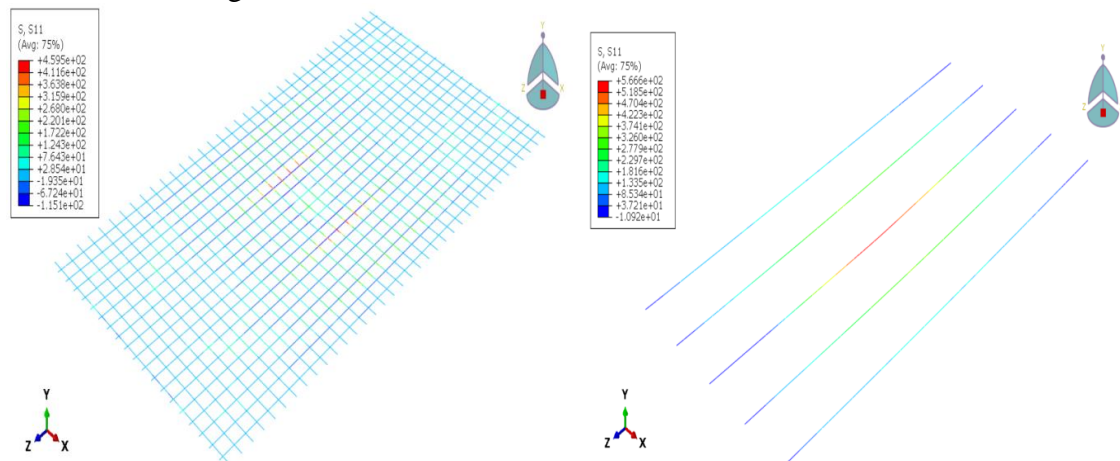 S, S11
(Avg: 75%)
+4.595e+02
+4.116e+02
+3.638e+02
+3.159e+02
+2.680e+02
+2.201e+02
+1.722e+02
+1.243e+02
+7.643e+01
+2.854e+01
-1.935e+01
-6.724e+01
-1.151e+02
Y
Z
X
Y
Z
X
S, S11
(Avg: 75%)
+5.666e+02
+5.185e+02
+4.704e+02
+4.223e+02
+3.741e+02
+3.260e+02
+2.779e+02
+2.297e+02
+1.816e+02
+1.335e+02
+8.534e+01
+3.721e+01
-1.092e+01
Y
Z
X
Y
Z
X